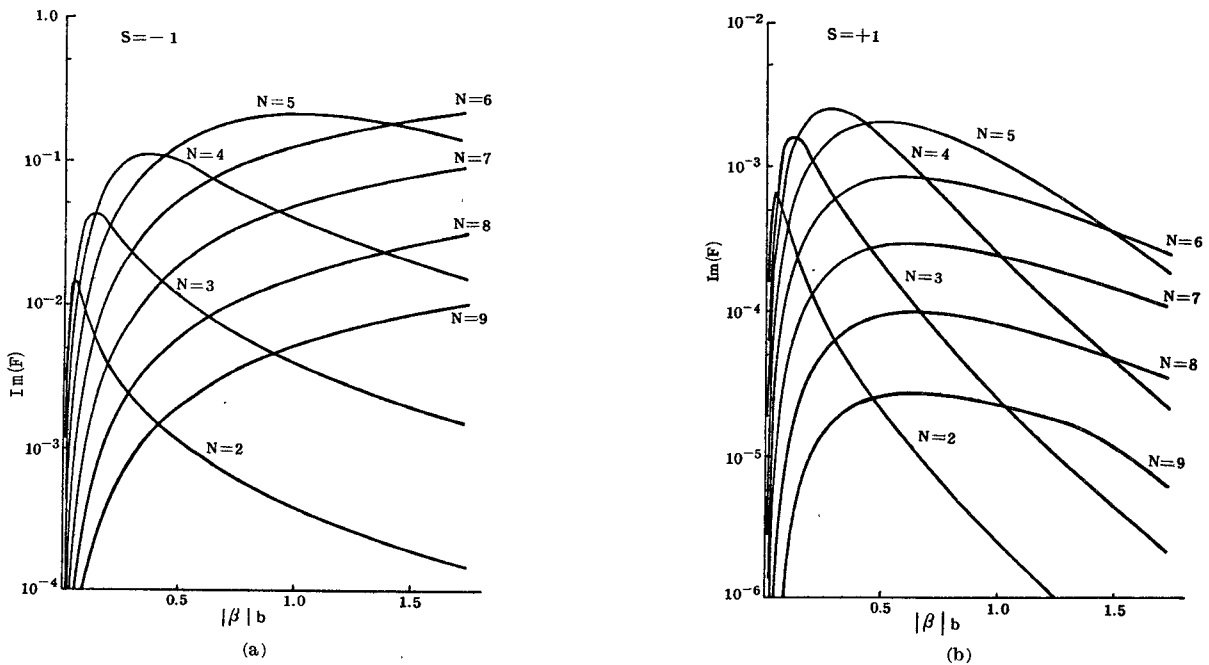 1.0
S=-1
N=5
N=6
10⁻¹
N=4
N=7
N=8
10⁻²
N=3
N=9
Im(F)
10⁻³
N=2
10⁻⁴
0.5
1.0
1.5
|β|b
(a)
10⁻²
S=+1
N=5
10⁻³
N=4
N=6
Im(F)
N=3
N=7
10⁻⁴
N=8
N=2
10⁻⁵
N=9
10⁻⁶
0.5
1.0
1.5
|β|b
(b)